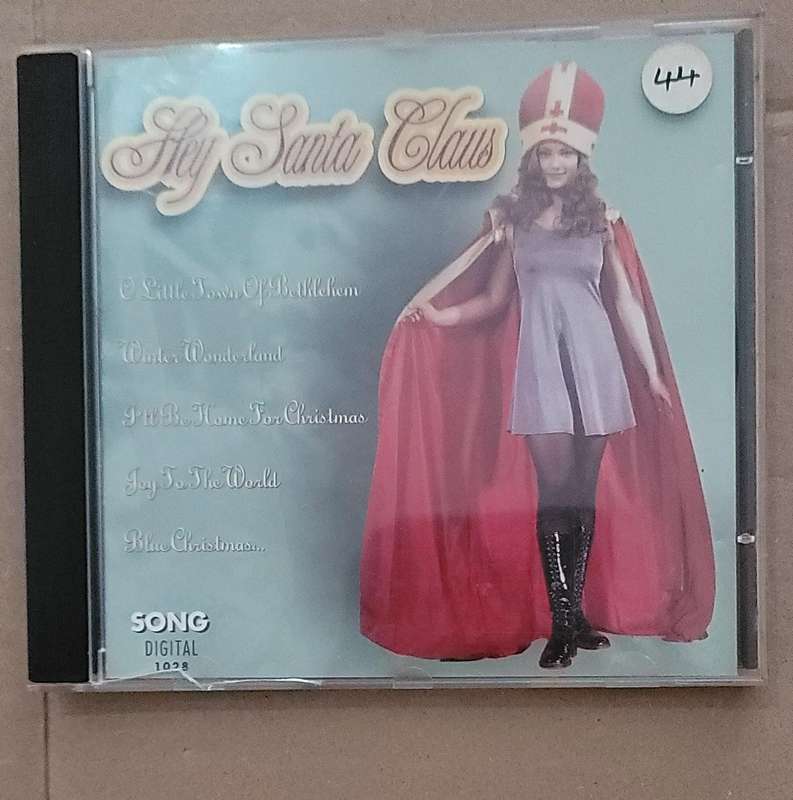 Hey Santa Claus
44
O Little Town Of Bethlehem
Winter Wonderland
I'll Be Home For Christmas
Joy To The World
Blue Christmas...
SONG
DIGITAL
1028